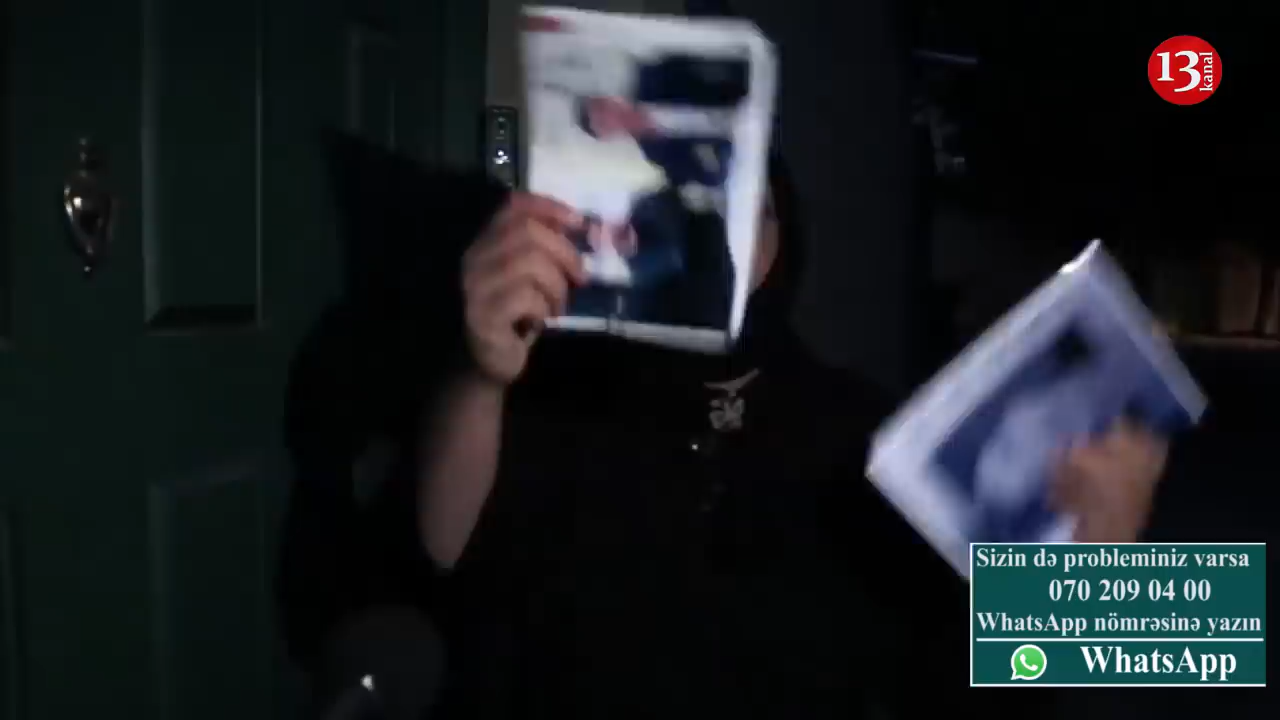 13
kanal
Sizin də probleminiz varsa
070 209 04 00
WhatsApp nömrəsinə yazın
WhatsApp